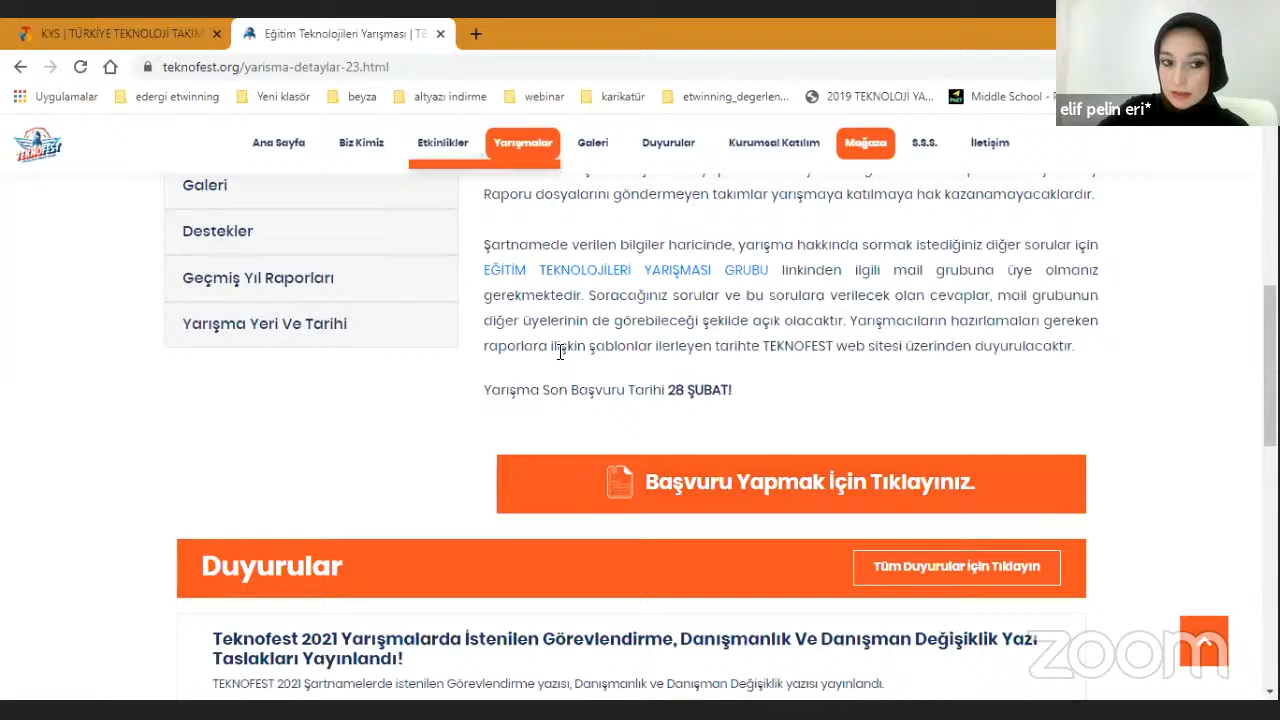 KYS | TÜRKİYE TEKNOLOJİ TAKIM
Eğitim Teknolojileri Yarışması | TE
teknofest.org/yarisma-detaylar-23.html
Uygulamalar
edergi etwinning
Yeni klasör
beyza
altyazı indirme
webinar
karikatür
etwinning_degerlen...
2019 TEKNOLOJİ YA...
Middle School - P
elif pelin eri*
TEKNOFEST
Ana Sayfa
Biz Kimiz
Etkinlikler
Yarışmalar
Galeri
Duyurular
Kurumsal Katılım
Mağaza
S.S.S.
İletişim
Galeri
Destekler
Geçmiş Yıl Raporları
Yarışma Yeri Ve Tarihi
Raporu dosyalarını göndermeyen takımlar yarışmaya katılmaya hak kazanamayacaklardır.
Şartnamede verilen bilgiler haricinde, yarışma hakkında sormak istediğiniz diğer sorular için
EĞİTİM TEKNOLOJİLERİ YARIŞMASI GRUBU linkinden ilgili mail grubuna üye olmanız
gerekmektedir. Soracağınız sorular ve bu sorulara verilecek olan cevaplar, mail grubunun
diğer üyelerinin de görebileceği şekilde açık olacaktır. Yarışmacıların hazırlamaları gereken
raporlara ilişkin şablonlar ilerleyen tarihte TEKNOFEST web sitesi üzerinden duyurulacaktır.
Yarışma Son Başvuru Tarihi 28 ŞUBAT!
Başvuru Yapmak İçin Tıklayınız.
Duyurular
Tüm Duyurular İçin Tıklayın
Teknofest 2021 Yarışmalarda İstenilen Görevlendirme, Danışmanlık Ve Danışman Değişiklik Yazı
Taslakları Yayınlandı!
TEKNOFEST 2021 Şartnamelerde istenilen Görevlendirme yazısı, Danışmanlık ve Danışman Değişiklik yazısı yayınlandı.
zoom